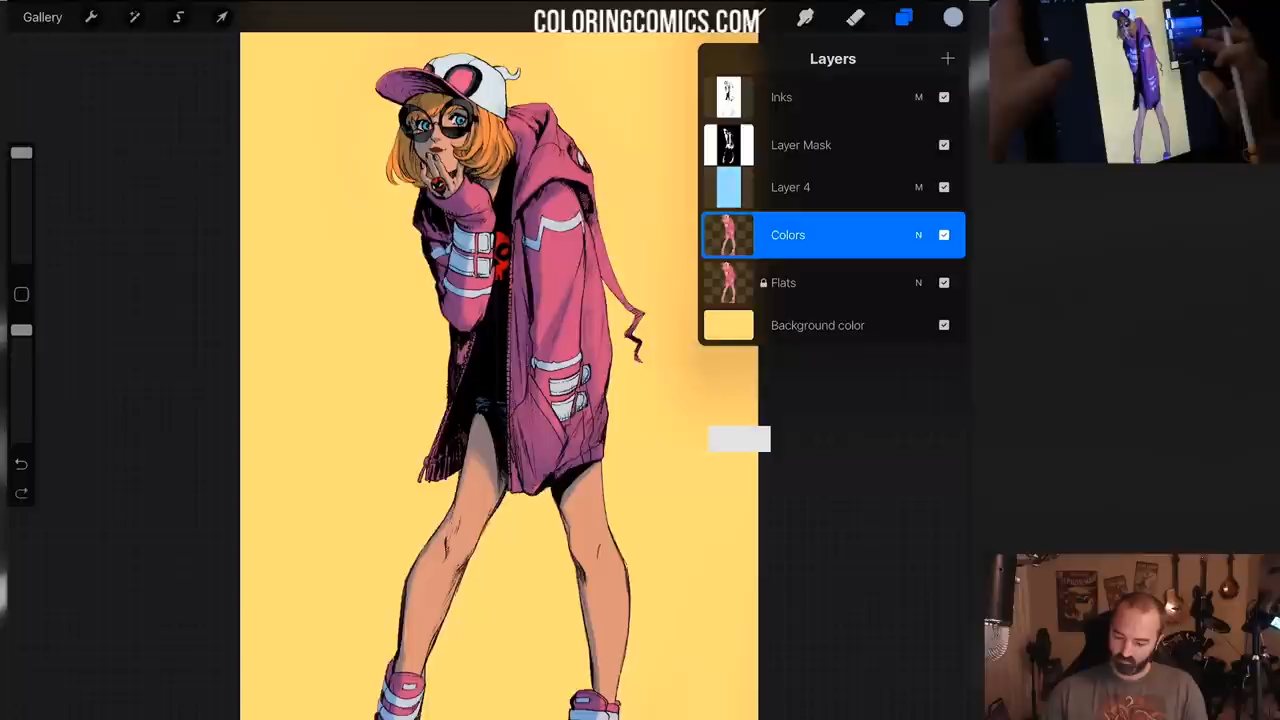 Gallery
COLORINGCOMICS.COM
Layers
Inks M
Layer Mask
Layer 4 M
Colors N
Flats N
Background color